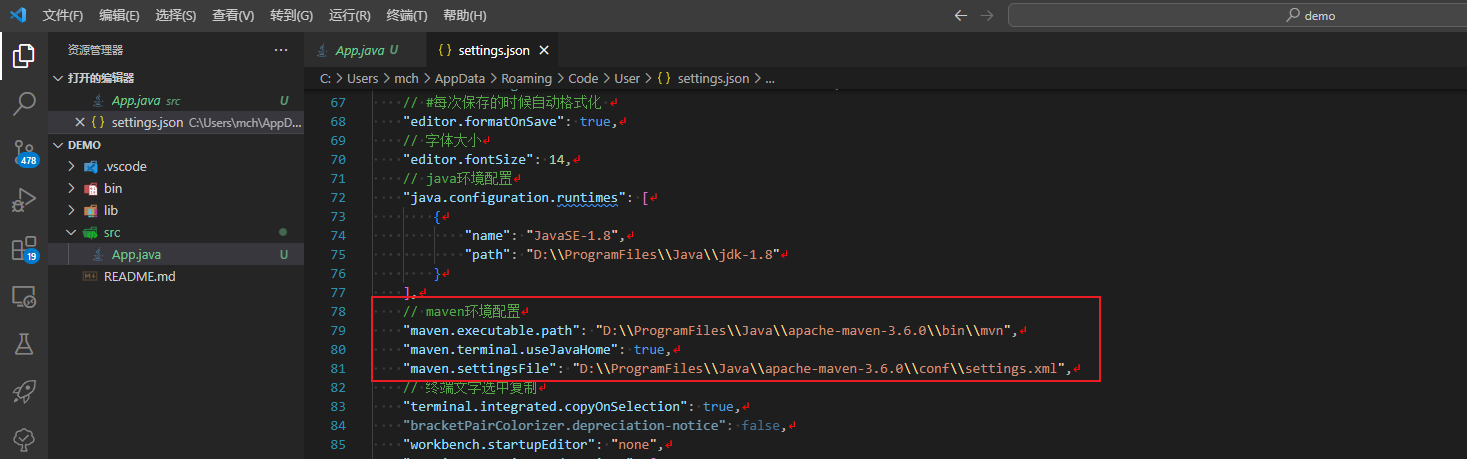 文件(F) 编辑(E) 选择(S) 查看(V) 转到(G) 运行(R) 终端(T) 帮助(H) demo
资源管理器
打开的编辑器
App.java src U
settings.json C:\Users\mch\AppD...
DEMO
.vscode
bin
lib
src
App.java U
README.md
478
19
App.java U
{ } settings.json
C: > Users > mch > AppData > Roaming > Code > User > { } settings.json > ...
67 // #每次保存的时候自动格式化
68 "editor.formatOnSave": true,
69 // 字体大小
70 "editor.fontSize": 14,
71 // java环境配置
72 "java.configuration.runtimes": [
73 {
74 "name": "JavaSE-1.8",
75 "path": "D:\\ProgramFiles\\Java\\jdk-1.8"
76 }
77 ],
78 // maven环境配置
79 "maven.executable.path": "D:\\ProgramFiles\\Java\\apache-maven-3.6.0\\bin\\mvn",
80 "maven.terminal.useJavaHome": true,
81 "maven.settingsFile": "D:\\ProgramFiles\\Java\\apache-maven-3.6.0\\conf\\settings.xml",
82 // 终端文字选中复制
83 "terminal.integrated.copyOnSelection": true,
84 "bracketPairColorizer.depreciation-notice": false,
85 "workbench.startupEditor": "none",